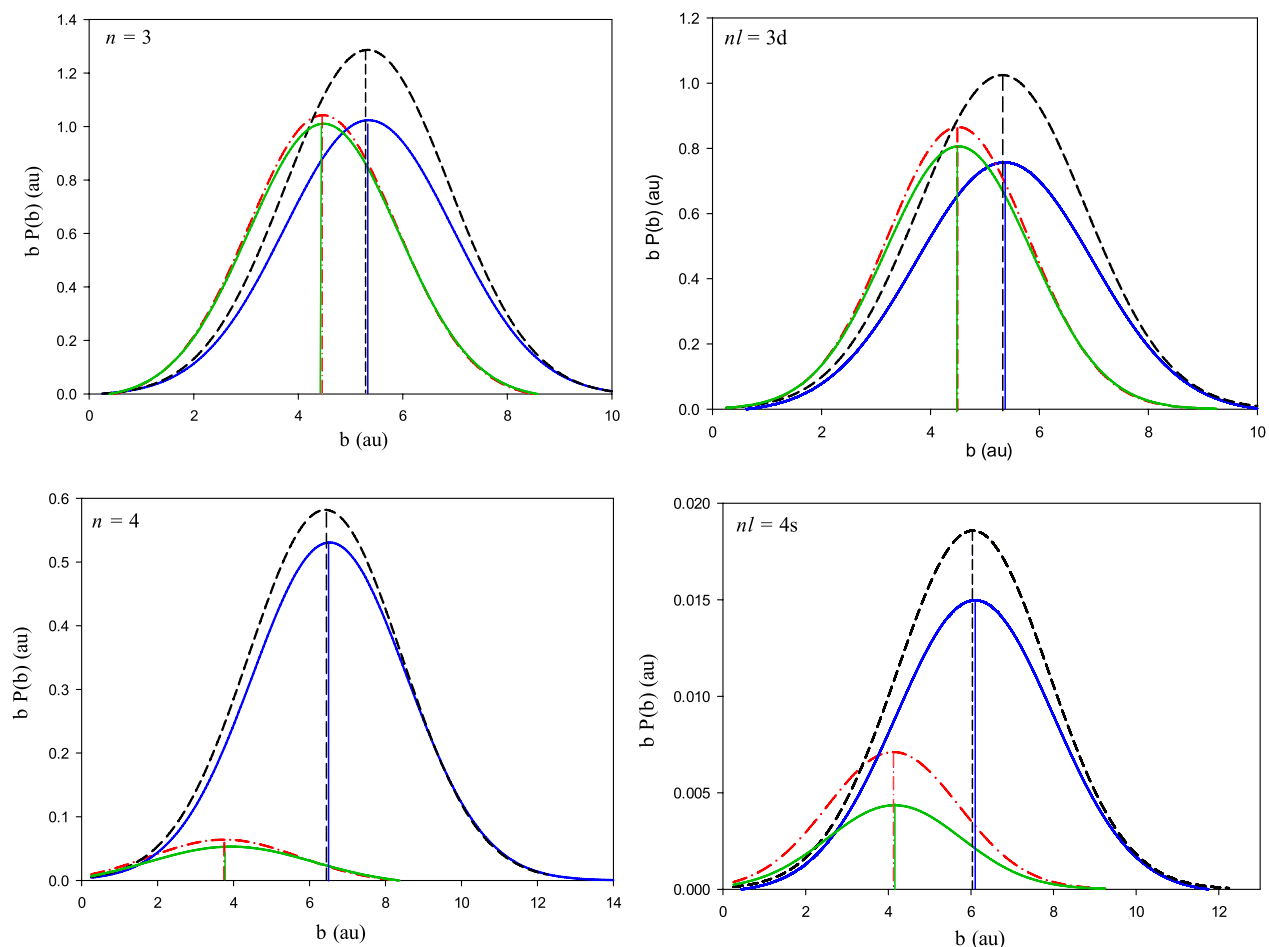 n = 3
1.4
1.2
1.0
0.8
0.6
0.4
0.2
0.0
b P(b) (au)
0 2 4 6 8 10
b (au)
nl = 3d
1.2
1.0
0.8
0.6
0.4
0.2
0.0
b P(b) (au)
0 2 4 6 8 10
b (au)
n = 4
0.6
0.5
0.4
0.3
0.2
0.1
0.0
b P(b) (au)
0 2 4 6 8 10 12 14
b (au)
nl = 4s
0.020
0.015
0.010
0.005
0.000
b P(b) (au)
0 2 4 6 8 10 12
b (au)